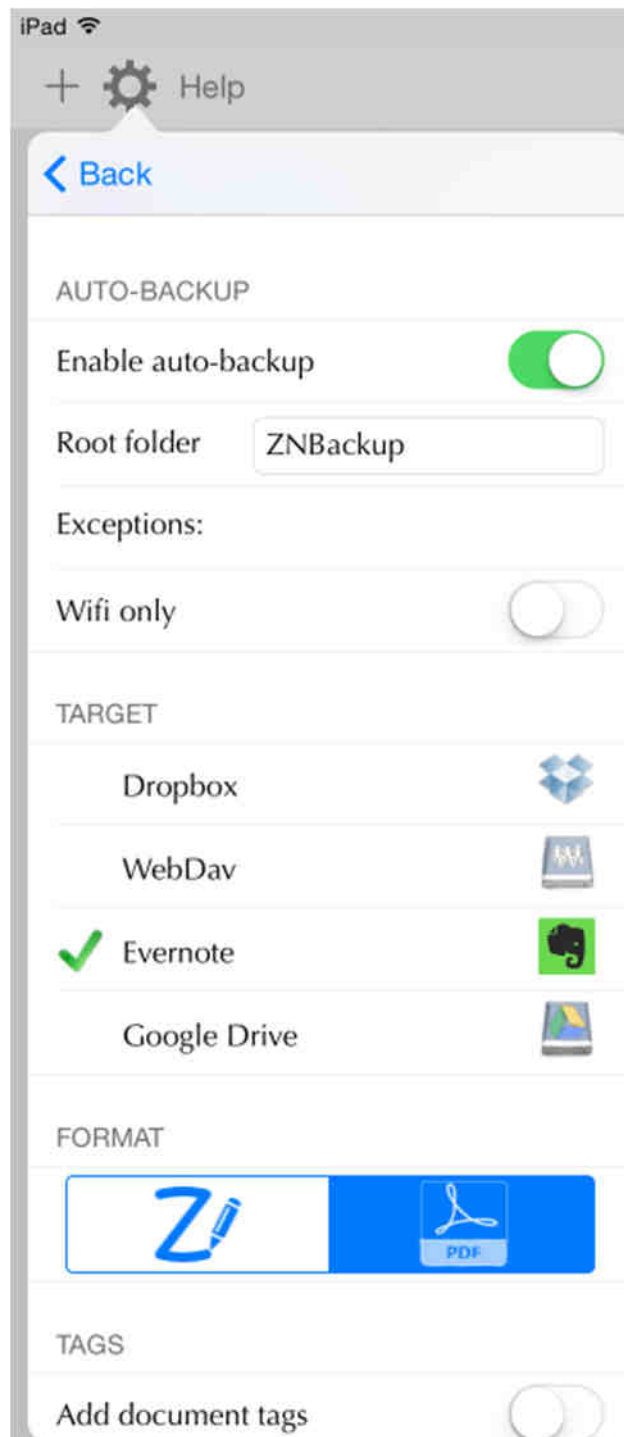 iPad
Help
Back
AUTO-BACKUP
Enable auto-backup
Root folder ZNBackup
Exceptions:
Wifi only
TARGET
Dropbox
WebDav
Evernote
Google Drive
FORMAT
Z PDF
TAGS
Add document tags